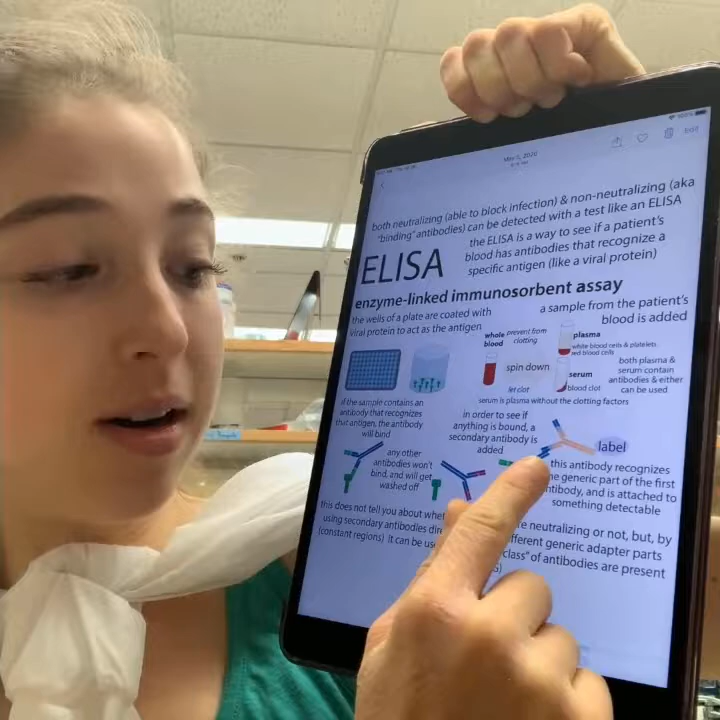 May 5, 2020
100%
Edit
both neutralizing (able to block infection) & non-neutralizing (aka
"binding" antibodies) can be detected with a test like an ELISA
ELISA
the ELISA is a way to see if a patient's
blood has antibodies that recognize a
specific antigen (like a viral protein)
enzyme-linked immunosorbent assay
the wells of a plate are coated with
viral protein to act as the antigen
a sample from the patient's
blood is added
whole
blood
prevent from
clotting
spin down
let clot
plasma
white blood cells & platelets
red blood cells
serum
blood clot
both plasma &
serum contain
antibodies & either
can be used
serum is plasma without the clotting factors
if the sample contains an
antibody that recognizes
that antigen, the antibody
will bind
any other
antibodies won't
bind, and will get
washed off
in order to see if
anything is bound, a
secondary antibody is
added
label
this antibody recognizes
the generic part of the first
antibody, and is attached to
something detectable
this does not tell you about whet
re neutralizing or not, but, by
using secondary antibodies dir
fferent generic adapter parts
(constant regions) it can be us
"class" of antibodies are present